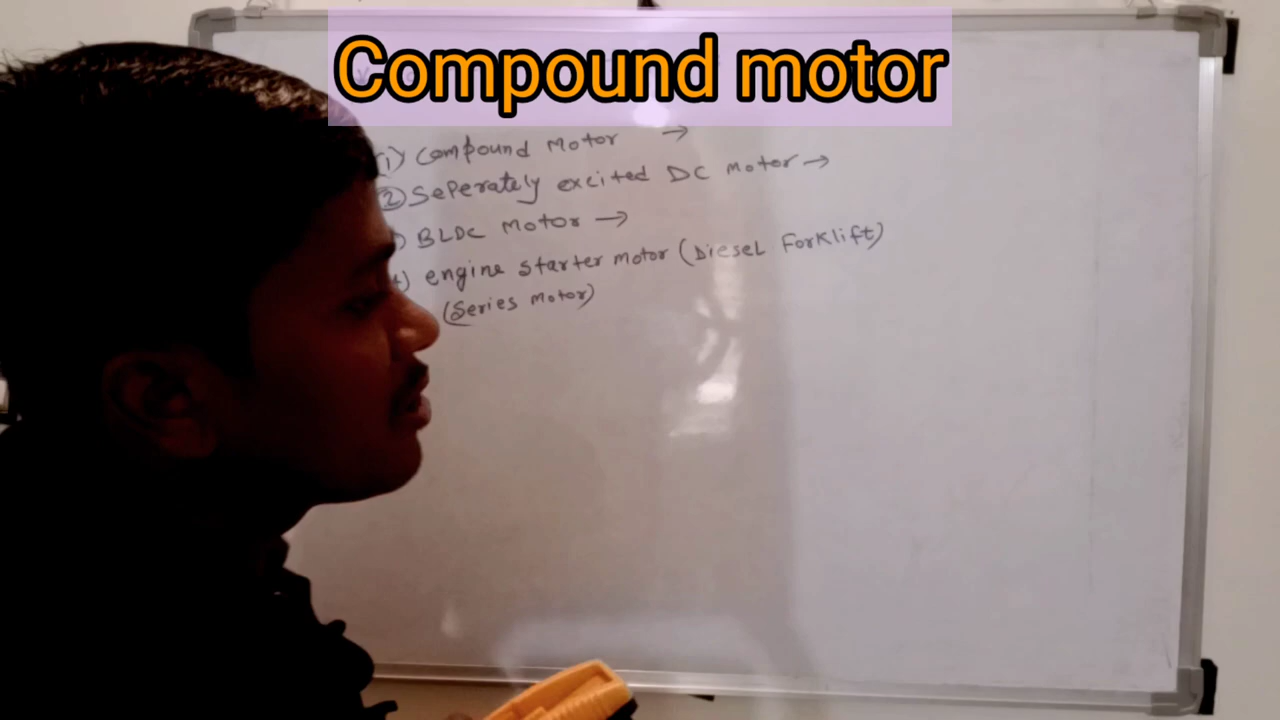 Compound motor
(1) Compound Motor →
② Seperately excited DC Motor →
) BLDC Motor →
) engine starter motor (Diesel Forklift)
(Series Motor)